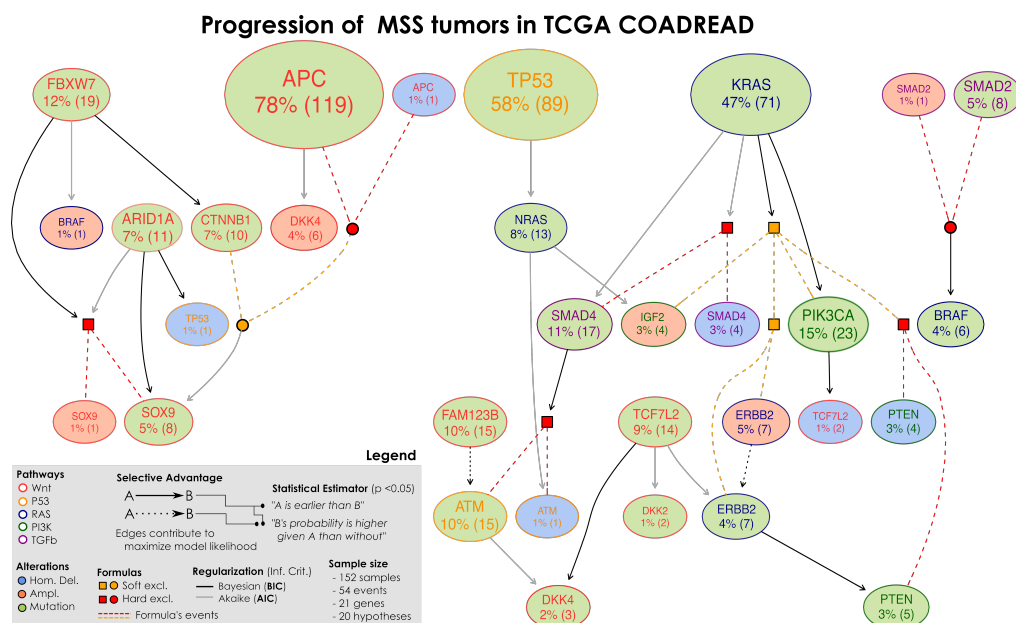 Progression of MSS tumors in TCGA COADREAD
FBXW7
12% (19)
APC
78% (119)
APC
1% (1)
TP53
58% (89)
KRAS
47% (71)
SMAD2
1% (1)
SMAD2
5% (8)
BRAF
1% (1)
ARID1A
7% (11)
CTNNB1
7% (10)
DKK4
4% (6)
NRAS
8% (13)
TP53
1% (1)
SMAD4
11% (17)
IGF2
3% (4)
SMAD4
3% (4)
PIK3CA
15% (23)
BRAF
4% (6)
SOX9
1% (1)
SOX9
5% (8)
FAM123B
10% (15)
TCF7L2
9% (14)
ERBB2
5% (7)
TCF7L2
1% (2)
PTEN
3% (4)
ATM
10% (15)
ATM
1% (1)
DKK2
1% (2)
ERBB2
4% (7)
DKK4
2% (3)
PTEN
3% (5)
Legend
Pathways
Wnt
P53
RAS
PI3K
TGFb
Selective Advantage
A B
A B
Edges contribute to
maximize model likelihood
Statistical Estimator (p <0.05)
"A is earlier than B"
"B's probability is higher
given A than without"
Alterations
Hom. Del.
Ampl.
Mutation
Formulas
Soft excl.
Hard excl.
Formula's events
Regularization (Inf. Crit.)
Bayesian (BIC)
Akaike (AIC)
Sample size
- 152 samples
- 54 events
- 21 genes
- 20 hypotheses